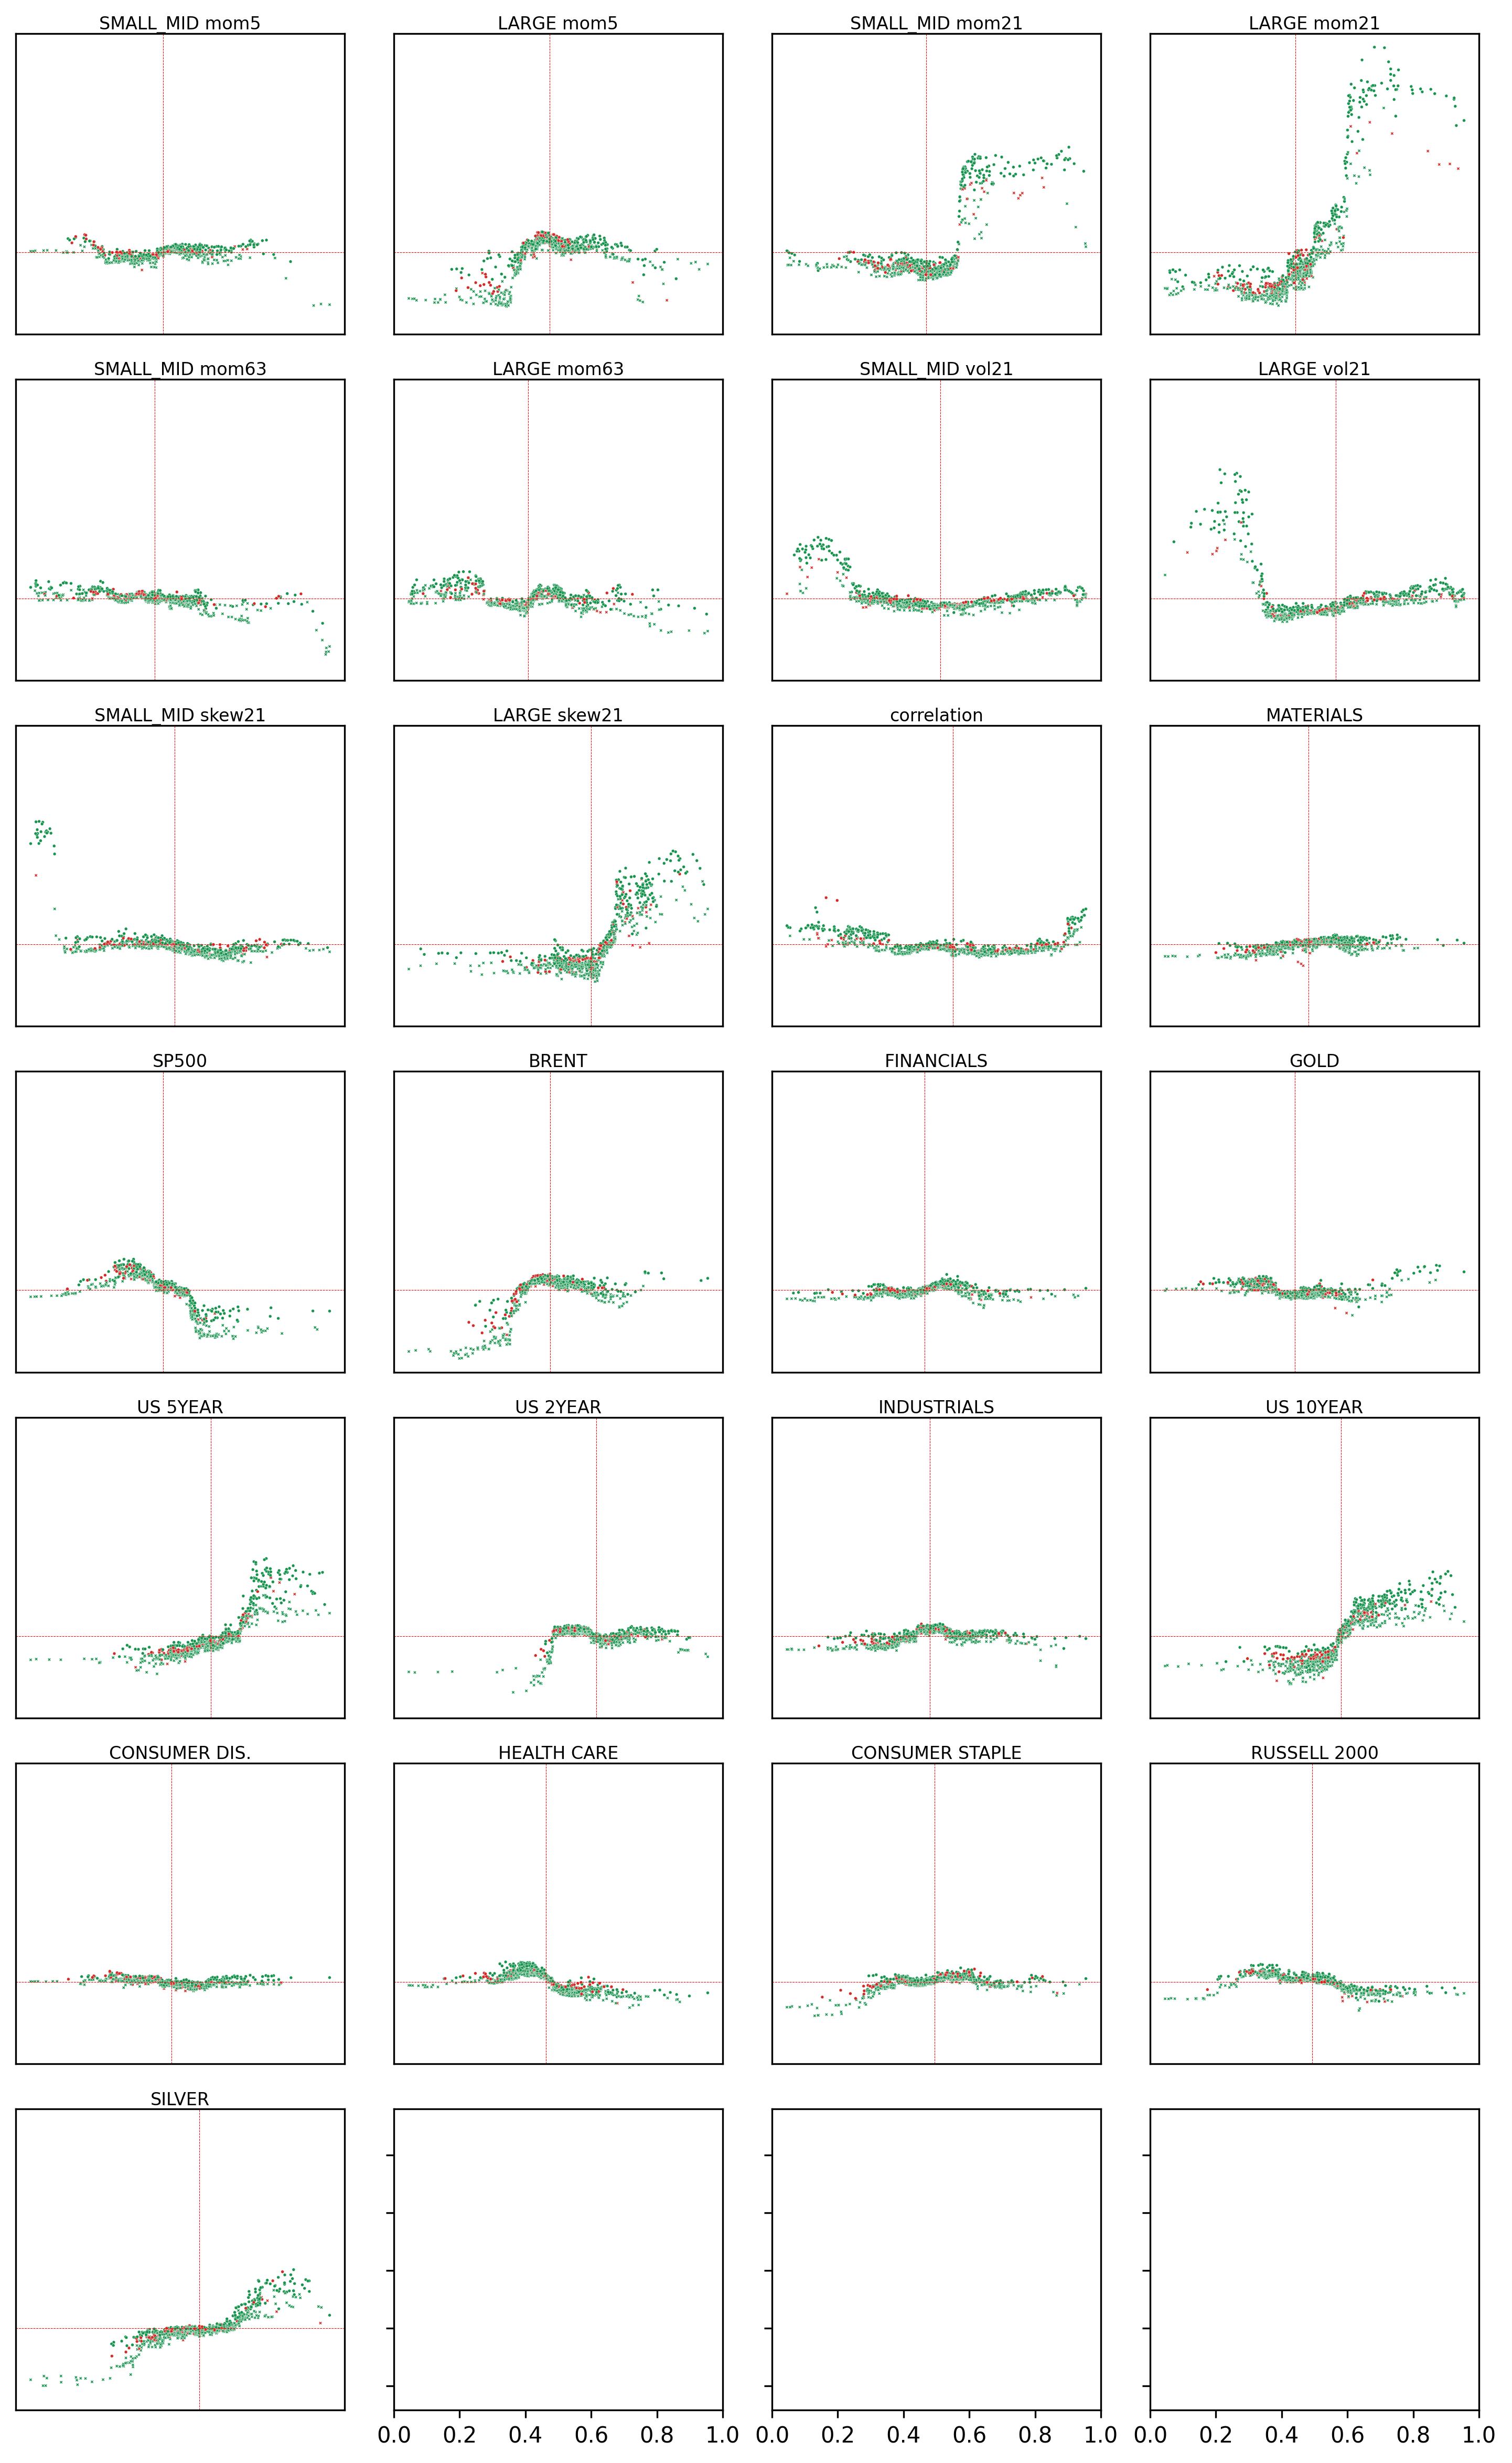 SMALL_MID mom5 LARGE mom5 SMALL_MID mom21 LARGE mom21
SMALL_MID mom63 LARGE mom63 SMALL_MID vol21 LARGE vol21
SMALL_MID skew21 LARGE skew21 correlation MATERIALS
SP500 BRENT FINANCIALS GOLD
US 5YEAR US 2YEAR INDUSTRIALS US 10YEAR
CONSUMER DIS. HEALTH CARE CONSUMER STAPLE RUSSELL 2000
SILVER
0.0 0.2 0.4 0.6 0.8 1.0 0.0 0.2 0.4 0.6 0.8 1.0 0.0 0.2 0.4 0.6 0.8 1.0